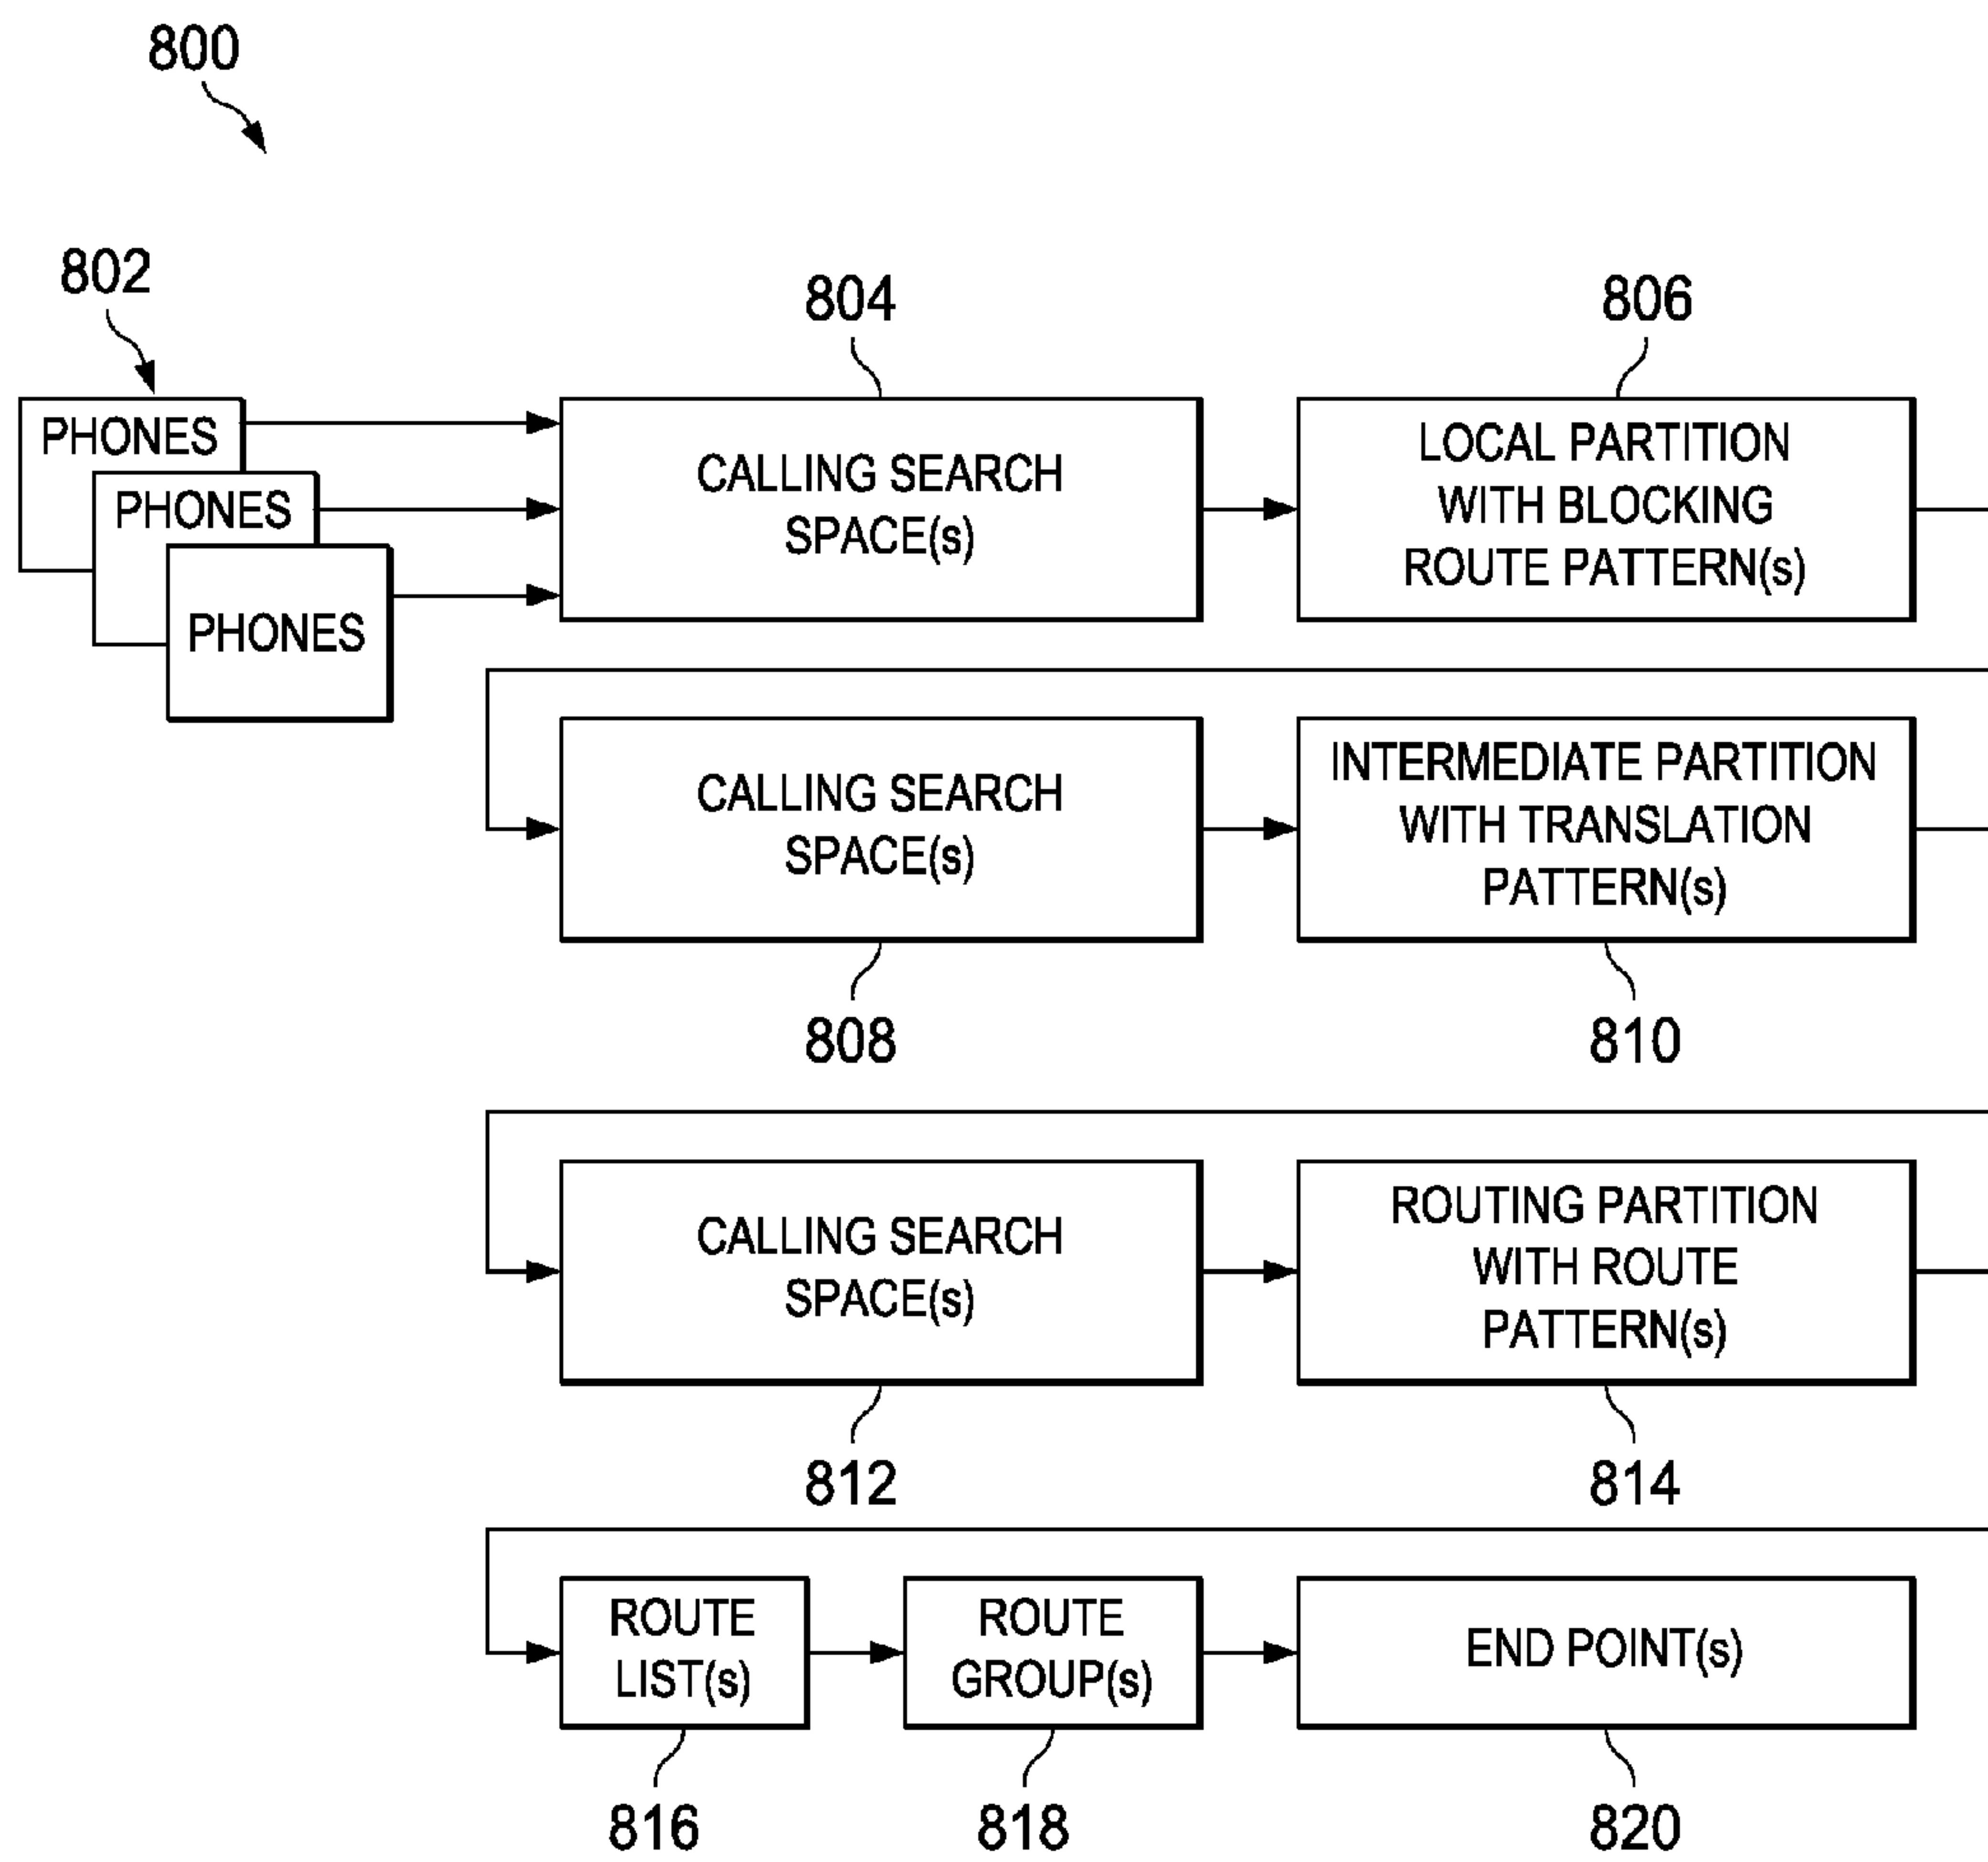 800
802
804
806
PHONES
PHONES
PHONES
CALLING SEARCH
SPACE(s)
LOCAL PARTITION
WITH BLOCKING
ROUTE PATTERN(s)
CALLING SEARCH
SPACE(s)
INTERMEDIATE PARTITION
WITH TRANSLATION
PATTERN(s)
808
810
CALLING SEARCH
SPACE(s)
ROUTING PARTITION
WITH ROUTE
PATTERN(s)
812
814
ROUTE
LIST(s)
ROUTE
GROUP(s)
END POINT(s)
816
818
820